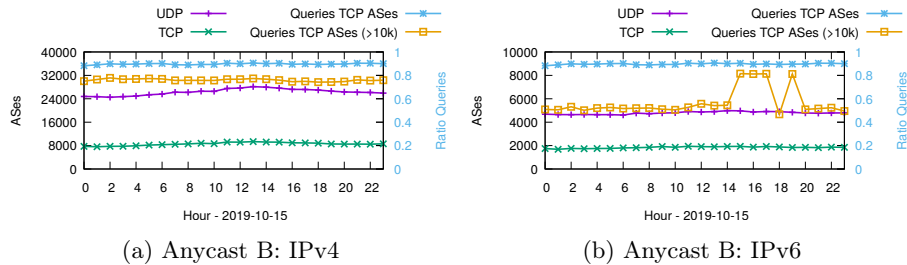 UDP
TCP
Queries TCP ASes
Queries TCP ASes (>10k)
40000
32000
24000
16000
8000
0
ASes
1
0.8
0.6
0.4
0.2
0
Ratio Queries
0 2 4 6 8 10 12 14 16 18 20 22
Hour - 2019-10-15
(a) Anycast B: IPv4
UDP
TCP
Queries TCP ASes
Queries TCP ASes (>10k)
10000
8000
6000
4000
2000
0
ASes
1
0.8
0.6
0.4
0.2
0
Ratio Queries
0 2 4 6 8 10 12 14 16 18 20 22
Hour - 2019-10-15
(b) Anycast B: IPv6